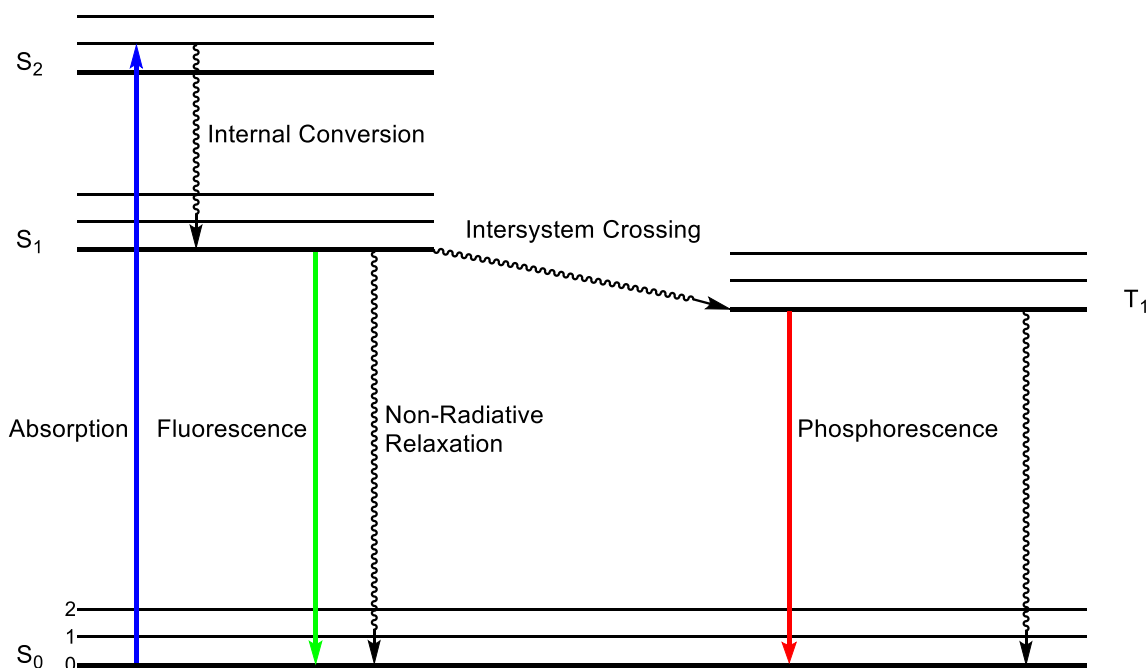 S₂
Internal Conversion
S₁
Intersystem Crossing
T₁
Absorption
Fluorescence
Non-Radiative
Relaxation
Phosphorescence
2
1
S₀ 0